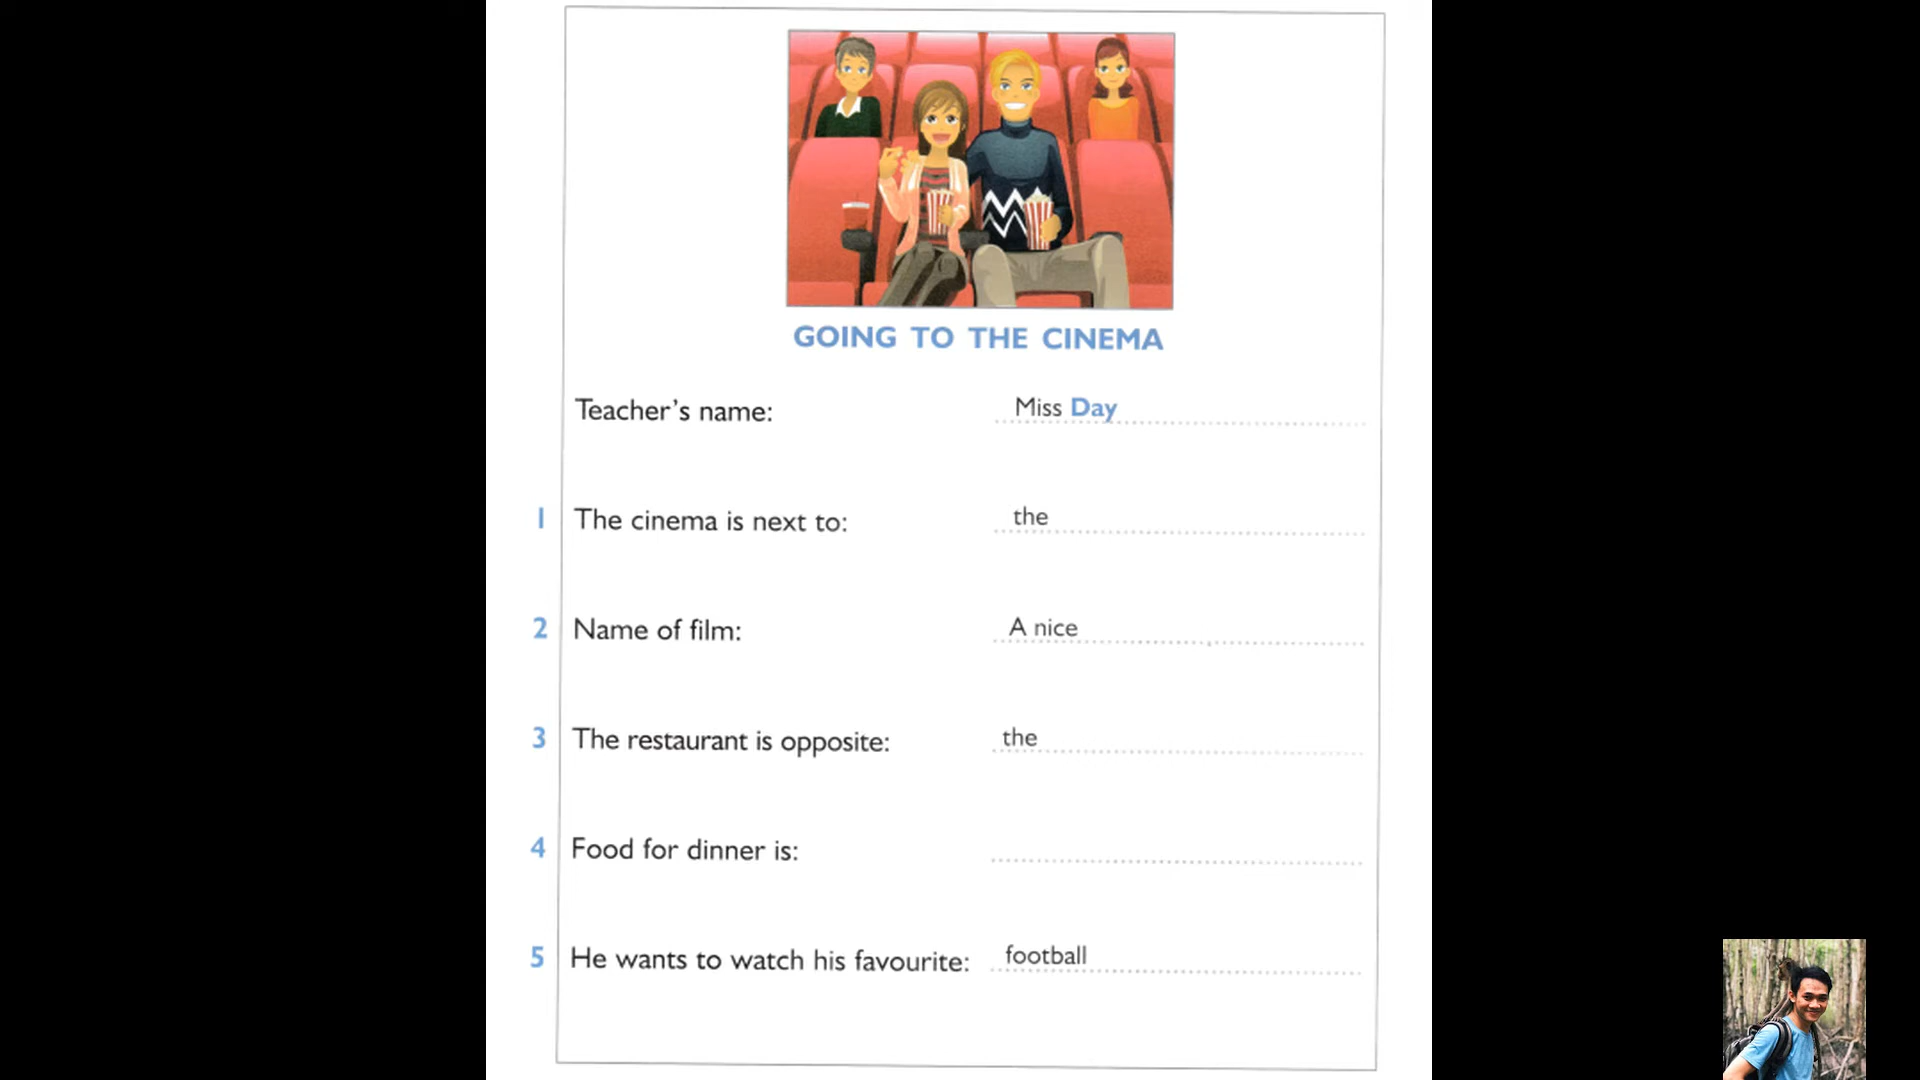 GOING TO THE CINEMA
Teacher's name: Miss Day
1 The cinema is next to: the
2 Name of film: A nice
3 The restaurant is opposite: the
4 Food for dinner is:
5 He wants to watch his favourite: football